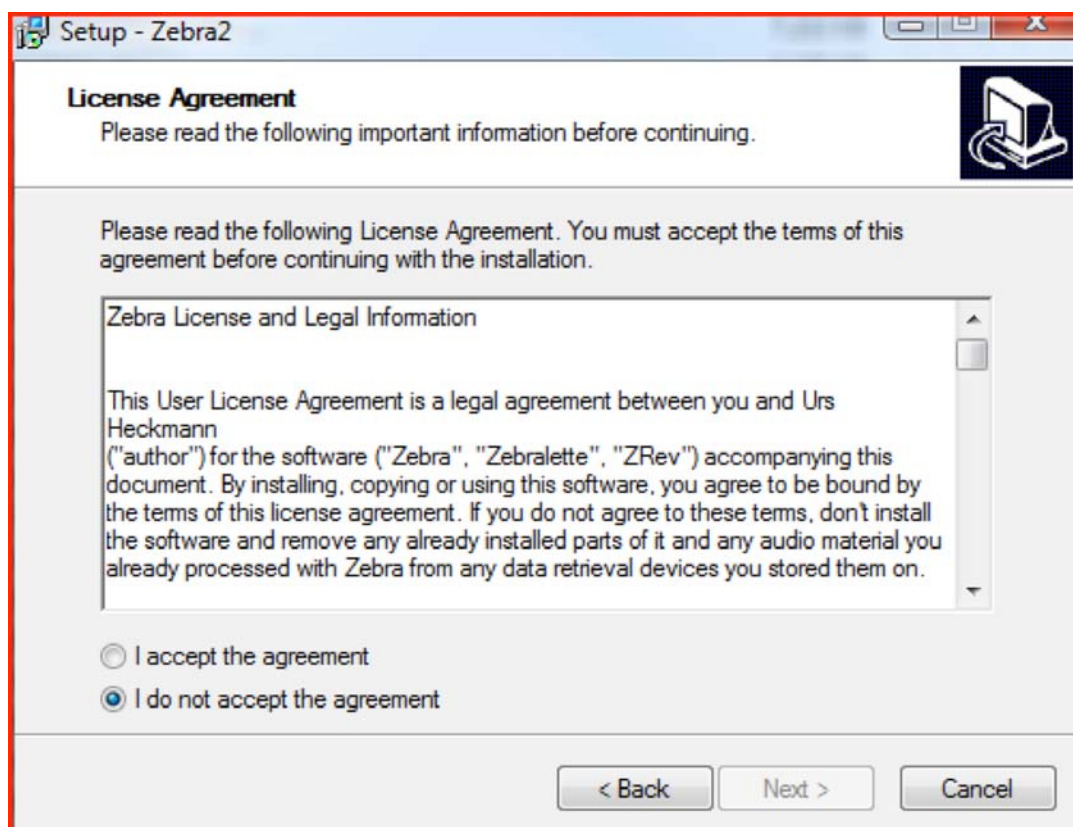 Setup - Zebra2
License Agreement
Please read the following important information before continuing.
Please read the following License Agreement. You must accept the terms of this
agreement before continuing with the installation.
Zebra License and Legal Information
This User License Agreement is a legal agreement between you and Urs
Heckmann
("author") for the software ("Zebra", "Zebralette", "ZRev") accompanying this
document. By installing, copying or using this software, you agree to be bound by
the terms of this license agreement. If you do not agree to these terms, don't install
the software and remove any already installed parts of it and any audio material you
already processed with Zebra from any data retrieval devices you stored them on.
I accept the agreement
I do not accept the agreement
< Back Next > Cancel